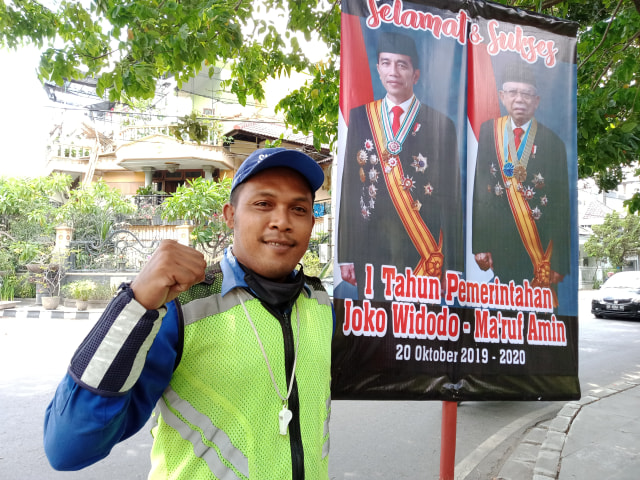 Selamat & Sukses
1 Tahun Pemerintahan
Joko Widodo - Ma'ruf Amin
20 Oktober 2019 - 2020